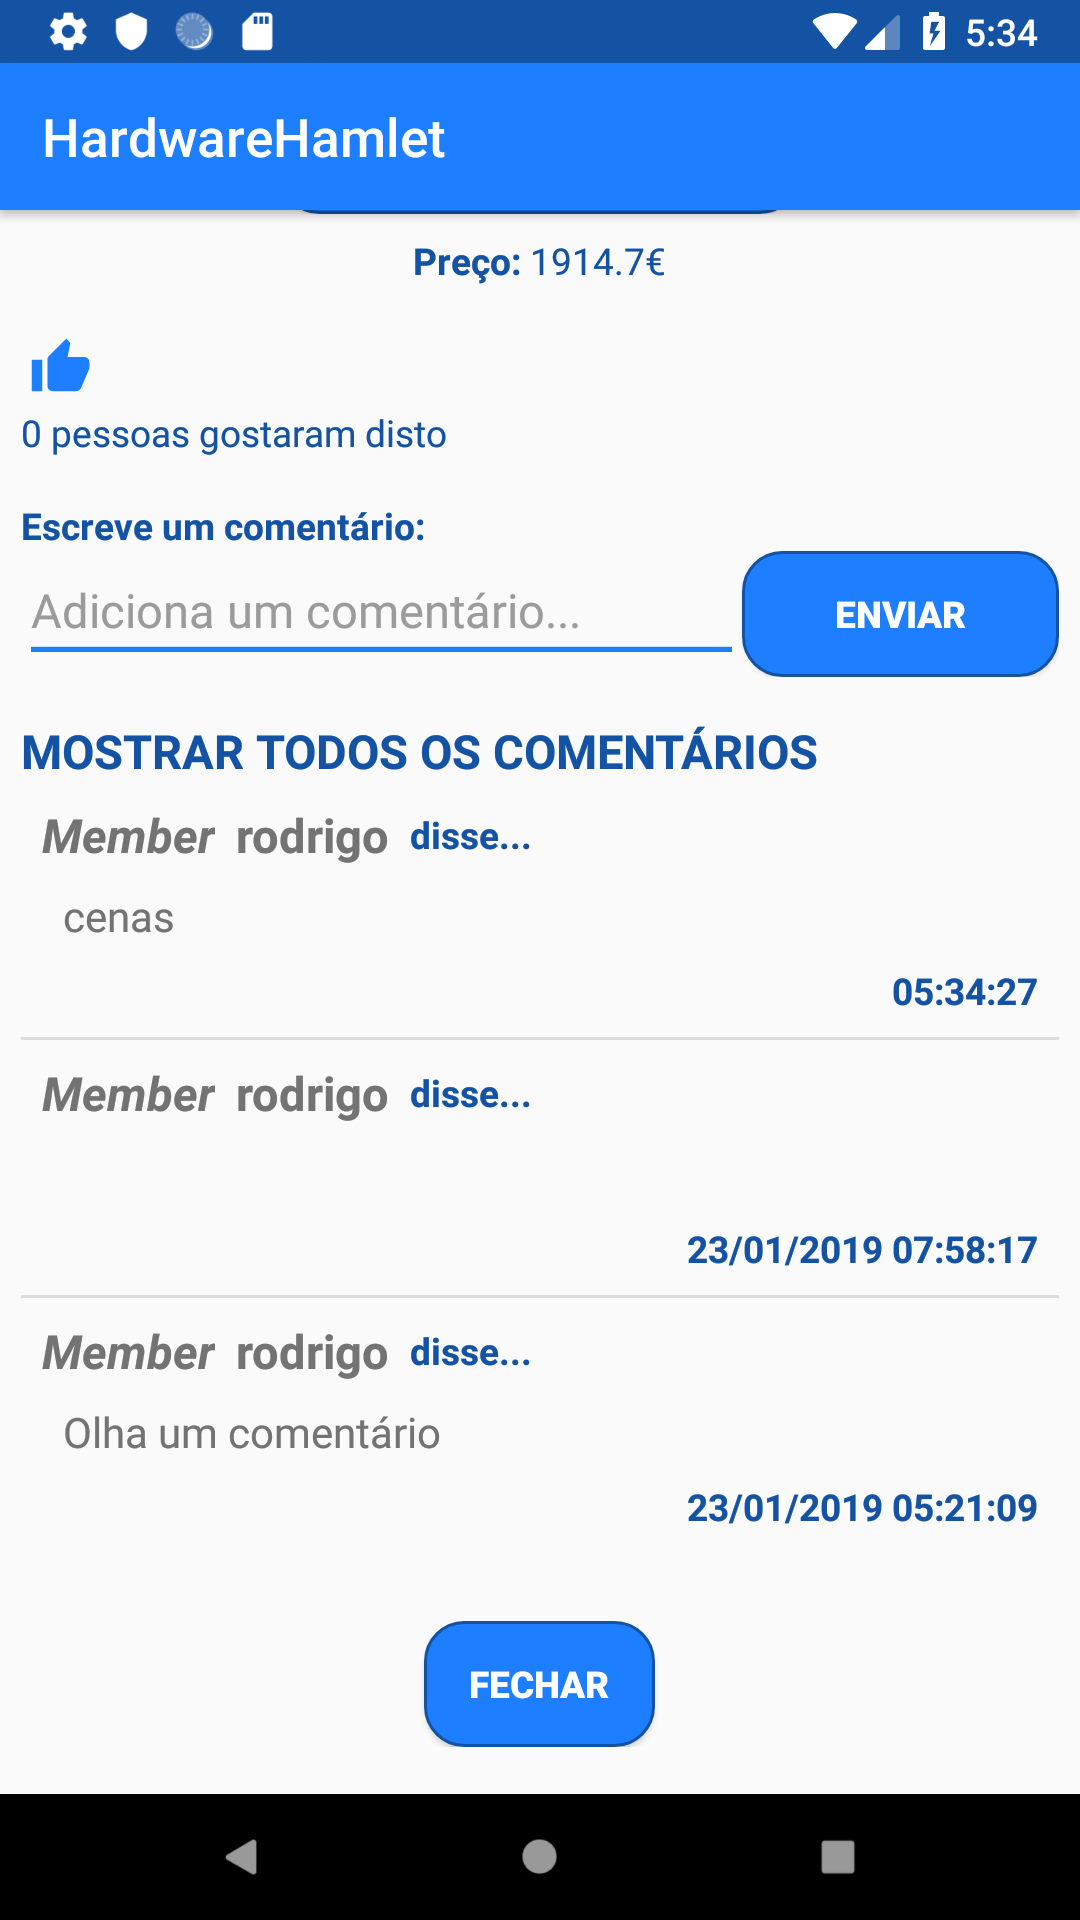 5:34
HardwareHamlet
Preço: 1914.7€
0 pessoas gostaram disto
Escreve um comentário:
Adiciona um comentário...
ENVIAR
MOSTRAR TODOS OS COMENTÁRIOS
Member rodrigo disse...
cenas
05:34:27
Member rodrigo disse...
23/01/2019 07:58:17
Member rodrigo disse...
Olha um comentário
23/01/2019 05:21:09
FECHAR